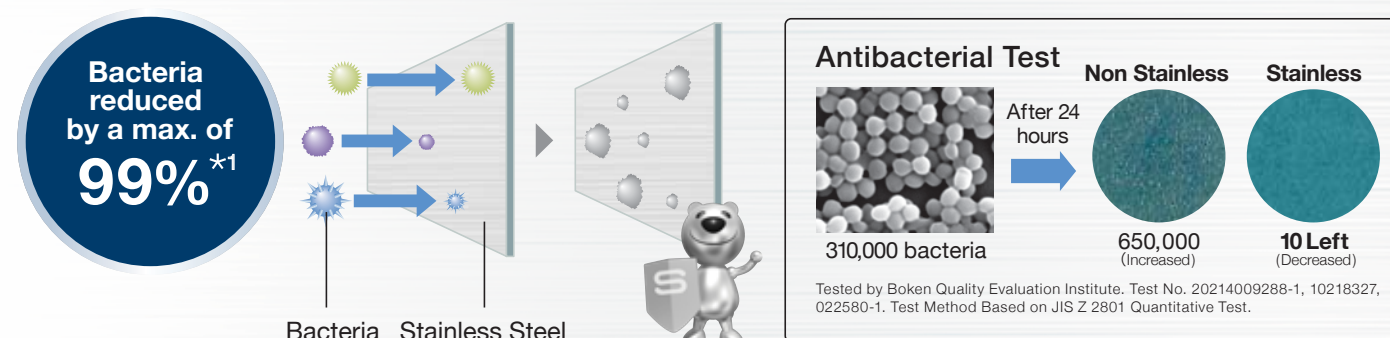 Bacteria
reduced
by a max. of
99%*1
Bacteria
Stainless Steel
S
Antibacterial Test
310,000 bacteria
After 24
hours
Non Stainless
650,000
(Increased)
Stainless
10 Left
(Decreased)
Tested by Boken Quality Evaluation Institute. Test No. 20214009288-1, 10218327,
022580-1. Test Method Based on JIS Z 2801 Quantitative Test.